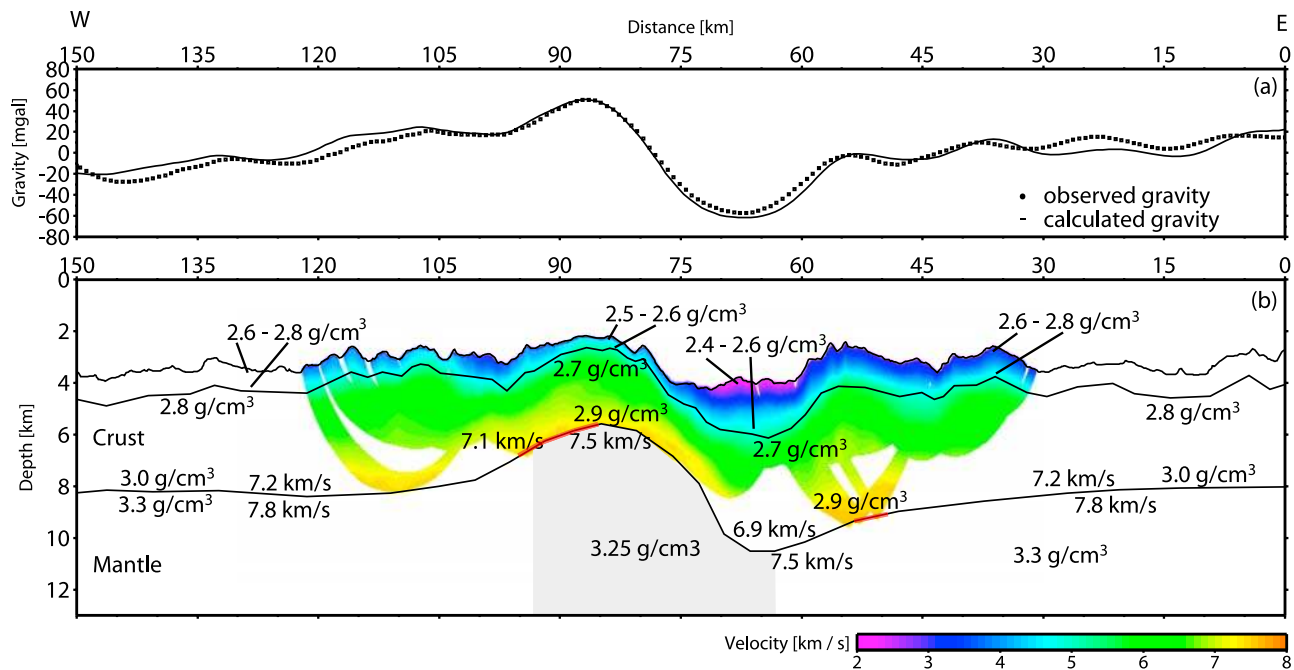 W
Distance [km]
E
150 135 120 105 90 75 60 45 30 15 0
80
60
40
20
0
-20
-40
-60
-80
Gravity [mgal]
(a)
• observed gravity
- calculated gravity
150 135 120 105 90 75 60 45 30 15 0
0
2
4
6
8
10
12
Depth [km]
(b)
2.6 - 2.8 g/cm³
2.5 - 2.6 g/cm³
2.4 - 2.6 g/cm³
2.6 - 2.8 g/cm³
2.7 g/cm³
2.8 g/cm³
2.8 g/cm³
2.9 g/cm³
Crust
7.1 km/s
7.5 km/s
2.7 g/cm³
3.0 g/cm³
7.2 km/s
7.2 km/s
3.0 g/cm³
3.3 g/cm³
7.8 km/s
2.9 g/cm³
7.8 km/s
6.9 km/s
Mantle
3.25 g/cm3
7.5 km/s
3.3 g/cm³
Velocity [km / s]
2 3 4 5 6 7 8